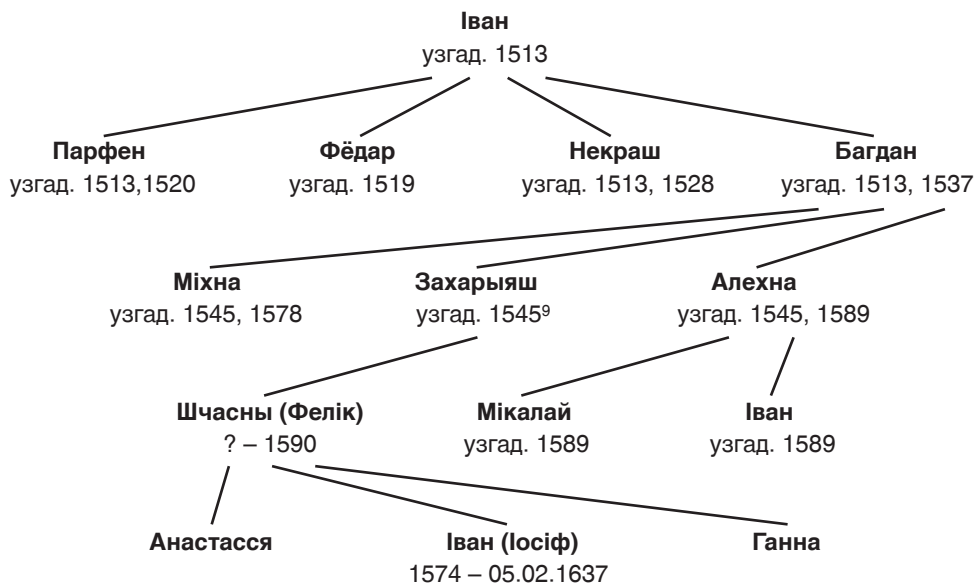 Іван
узгад. 1513
Парфен Фёдар Некраш Багдан
узгад. 1513,1520 узгад. 1519 узгад. 1513, 1528 узгад. 1513, 1537
Міхна Захарыяш Алехна
узгад. 1545, 1578 узгад. 1545⁹ узгад. 1545, 1589
Шчасны (Фелік) Мікалай Іван
? – 1590 узгад. 1589 узгад. 1589
Анастасся Іван (Іосіф) Ганна
1574 – 05.02.1637